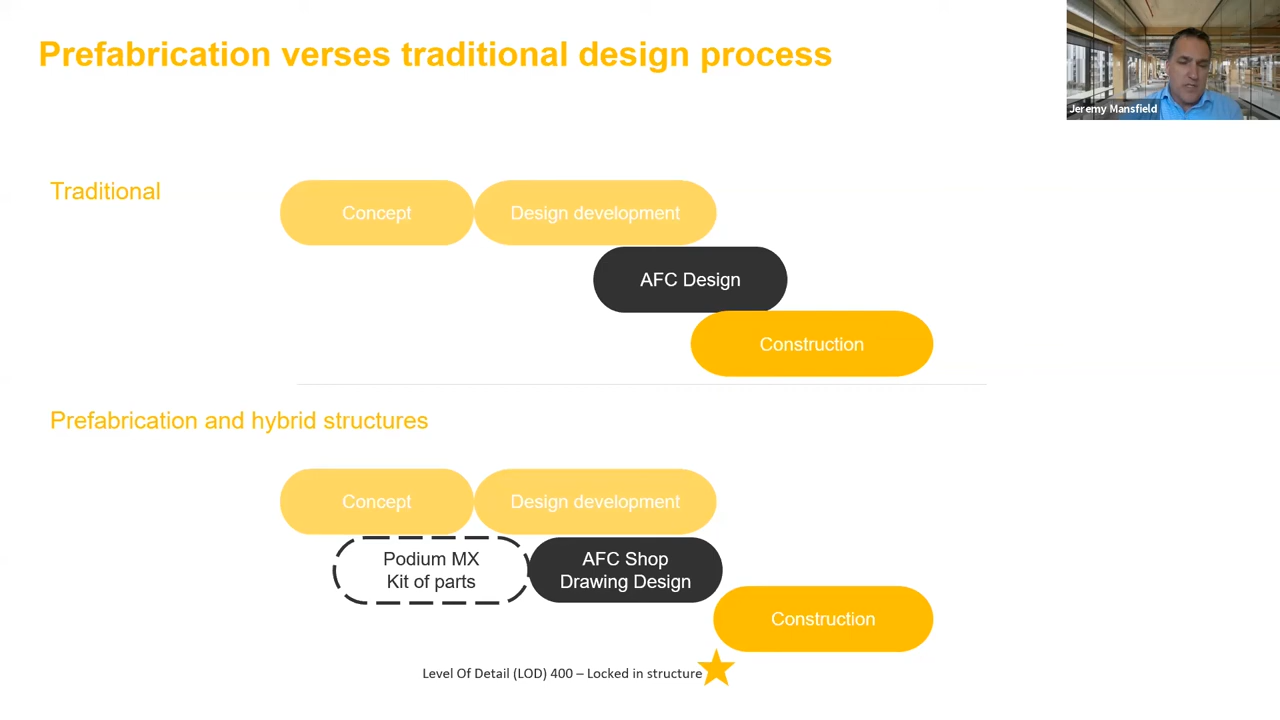 Prefabrication verses traditional design process
Jeremy Mansfield
Traditional
Concept
Design development
AFC Design
Construction
Prefabrication and hybrid structures
Concept
Design development
Podium MX
Kit of parts
AFC Shop
Drawing Design
Construction
Level Of Detail (LOD) 400 – Locked in structure